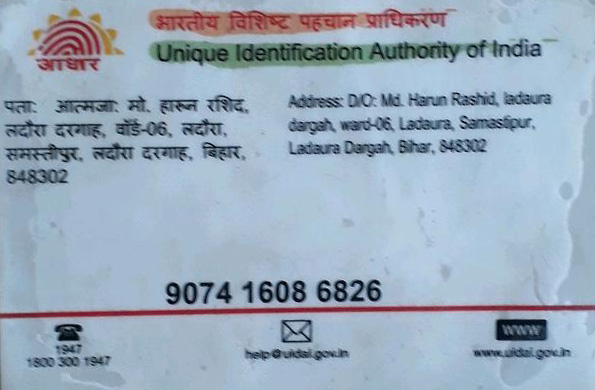 आधार
भारतीय विशिष्ट पहचान प्राधिकरण
Unique Identification Authority of India
पता: आत्मजा: मो. हारून रशिद,
लदौरा दरगाह, वॉर्ड-06, लदौरा,
समस्तीपुर, लदौरा दरगाह, बिहार,
848302
Address: D/O: Md. Harun Rashid, ladaura
dargah, ward-06, Ladaura, Samastipur,
Ladaura Dargah, Bihar, 848302
9074 1608 6826
1947
1800 300 1947
help@uidai.gov.in
www
www.uidai.gov.in